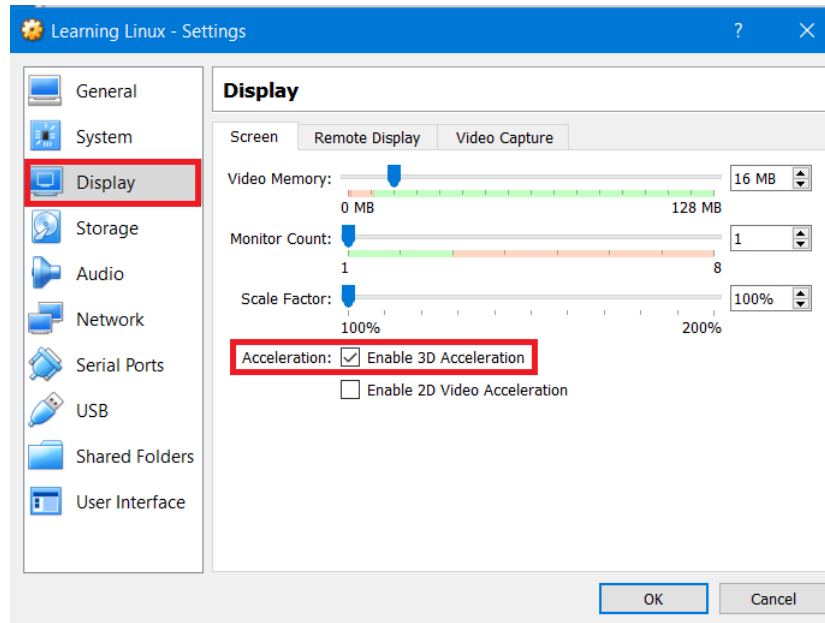 Learning Linux - Settings
?
General
System
Display
Storage
Audio
Network
Serial Ports
USB
Shared Folders
User Interface
Display
Screen Remote Display Video Capture
Video Memory: 16 MB
0 MB 128 MB
Monitor Count: 1
1 8
Scale Factor: 100%
100% 200%
Acceleration: Enable 3D Acceleration
Enable 2D Video Acceleration
OK Cancel